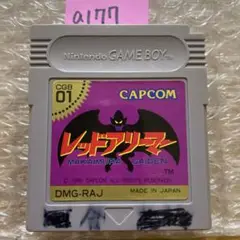 a177
Nintendo GAME BOY
CGB
01
CAPCOM
レッドアリーマー
MAKAIMURA GAIDEN
TM
DMG-RAJ
MADE IN JAPAN